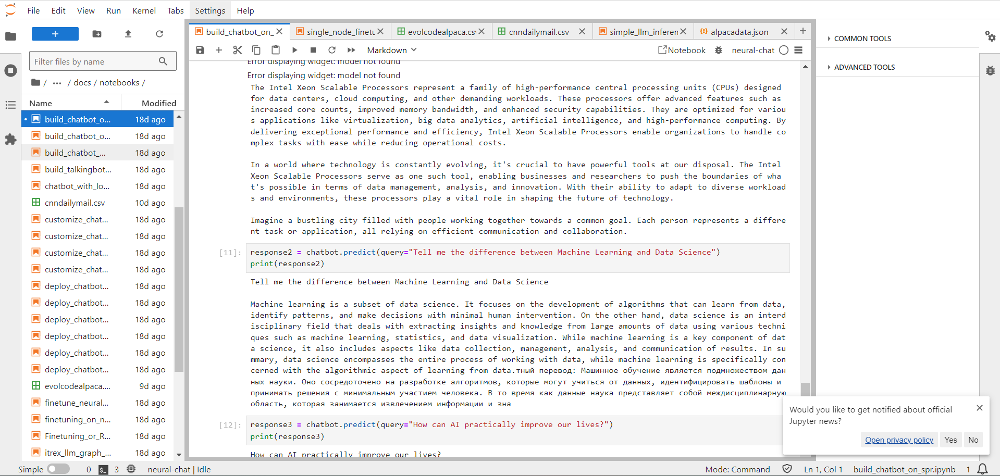 File Edit View Run Kernel Tabs Settings Help
Filter files by name
/ ··· / docs / notebooks /
Name Modified
build_chatbot_o... 18d ago
build_chatbot_o... 18d ago
build_chatbot_... 18d ago
build_talkingbot... 18d ago
chatbot_with_lo... 18d ago
cnndailymail.csv 10d ago
customize_chat... 18d ago
customize_chat... 18d ago
customize_chat... 18d ago
customize_chat... 18d ago
deploy_chatbot... 18d ago
deploy_chatbot... 18d ago
deploy_chatbot... 18d ago
deploy_chatbot... 18d ago
deploy_chatbot... 18d ago
deploy_chatbot... 18d ago
evolcodealpaca.... 9d ago
finetune_neural... 18d ago
finetuning_on_n... 18d ago
Finetuning_or_R... 18d ago
itrex_llm_graph_... 18d ago
build_chatbot_on_ single_node_finetu evolcodealpaca.csv cnndailymail.csv simple_llm_inferen alpacadata.json
Markdown Notebook neural-chat
Error displaying widget: model not found
Error displaying widget: model not found
The Intel Xeon Scalable Processors represent a family of high-performance central processing units (CPUs) designed
for data centers, cloud computing, and other demanding workloads. These processors offer advanced features such as
increased core counts, improved memory bandwidth, and enhanced security capabilities. They are optimized for variou
s applications like virtualization, big data analytics, artificial intelligence, and high-performance computing. By
delivering exceptional performance and efficiency, Intel Xeon Scalable Processors enable organizations to handle co
mplex tasks with ease while reducing operational costs.
In a world where technology is constantly evolving, it's crucial to have powerful tools at our disposal. The Intel
Xeon Scalable Processors serve as one such tool, enabling businesses and researchers to push the boundaries of wha
t's possible in terms of data management, analysis, and innovation. With their ability to adapt to diverse workload
s and environments, these processors play a vital role in shaping the future of technology.
Imagine a bustling city filled with people working together towards a common goal. Each person represents a differe
nt task or application, all relying on efficient communication and collaboration.
[11]: response2 = chatbot.predict(query="Tell me the difference between Machine Learning and Data Science")
print(response2)
Tell me the difference between Machine Learning and Data Science
Machine learning is a subset of data science. It focuses on the development of algorithms that can learn from data,
identify patterns, and make decisions with minimal human intervention. On the other hand, data science is an interd
isciplinary field that deals with extracting insights and knowledge from large amounts of data using various techni
ques such as machine learning, statistics, and data visualization. While machine learning is a key component of dat
a science, it also includes aspects like data collection, management, analysis, and communication of results. In su
mmary, data science encompasses the entire process of working with data, while machine learning is specifically con
cerned with the algorithmic aspect of learning from data.тный перевод: Машинное обучение является подмножеством дан
ных науки. Оно сосредоточено на разработке алгоритмов, которые могут учиться от данных, идентифицировать шаблоны и
принимать решения с минимальным участием человека. В то время как данные наука представляет собой междисциплинарную
область, которая занимается извлечением информации и зна
[12]: response3 = chatbot.predict(query="How can AI practically improve our lives?")
print(response3)
How can AI practically improve our lives?
COMMON TOOLS
ADVANCED TOOLS
Would you like to get notified about official
Jupyter news?
Open privacy policy Yes No
Simple 0 $_ 3 neural-chat | Idle Mode: Command Ln 1, Col 1 build_chatbot_on_spr.ipynb 1